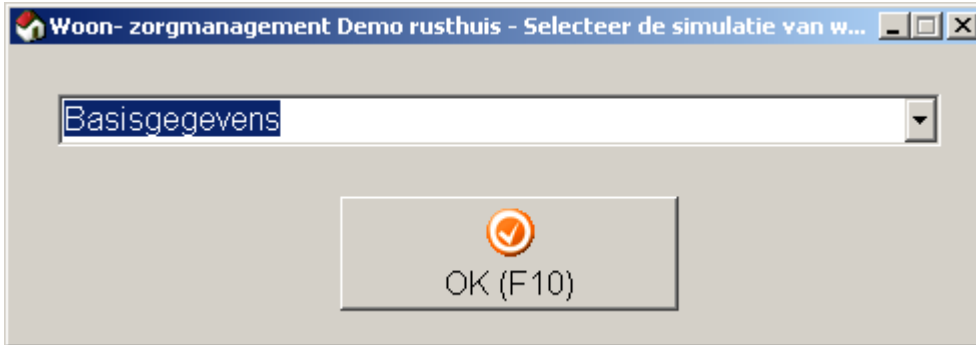 Woon- zorgmanagement Demo rusthuis - Selecteer de simulatie van w...
Basisgegevens
OK (F10)